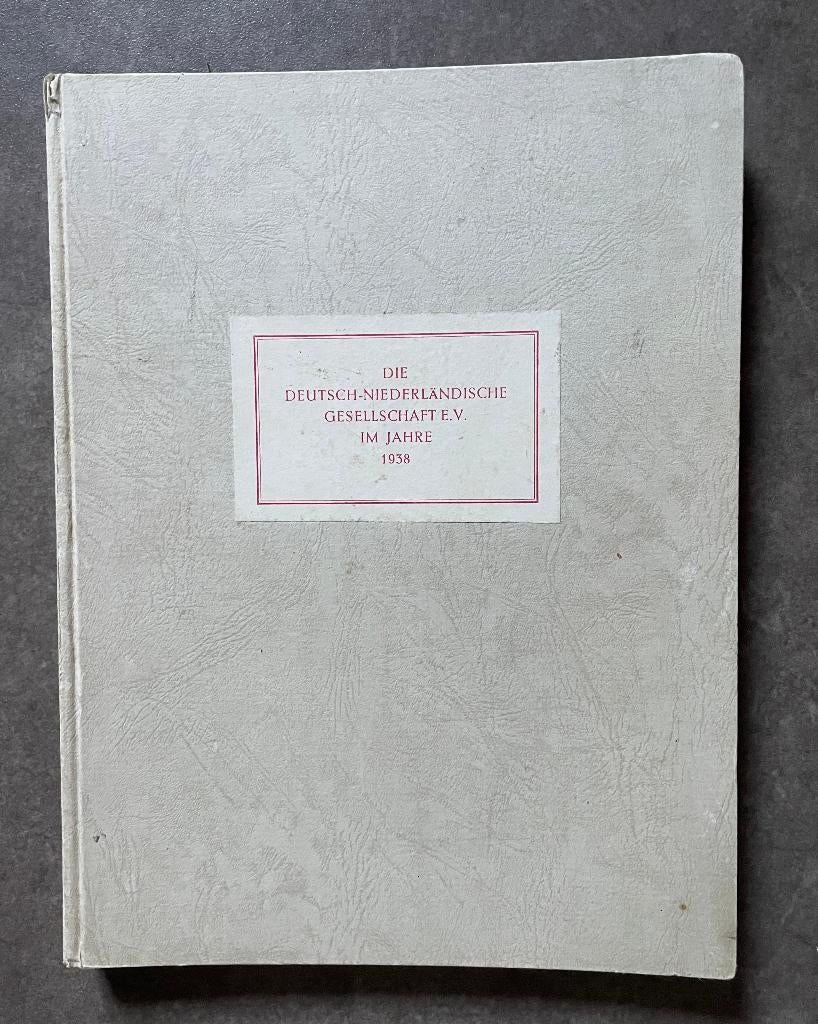 DIE
DEUTSCH-NIEDERLÄNDISCHE
GESELLSCHAFT E.V.
IM JAHRE
1938